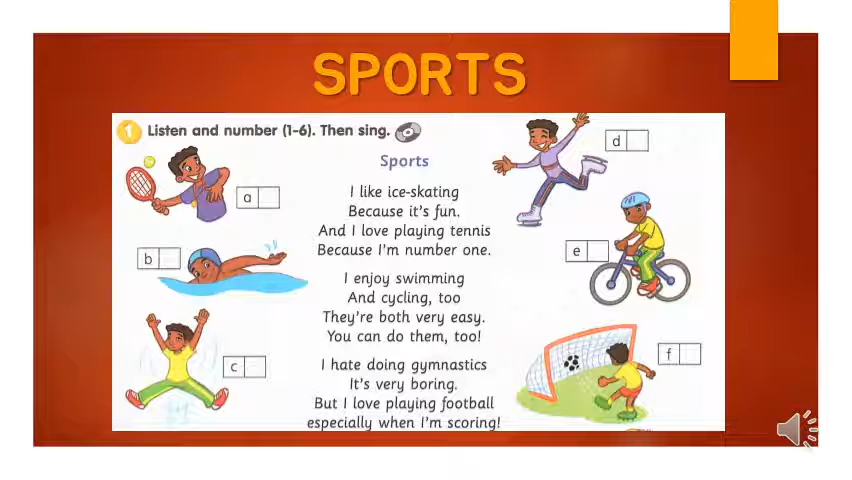 SPORTS
1 Listen and number (1-6). Then sing.
Sports
I like ice-skating
Because it's fun.
And I love playing tennis
Because I'm number one.
I enjoy swimming
And cycling, too
They're both very easy.
You can do them, too!
I hate doing gymnastics
It's very boring.
But I love playing football
especially when I'm scoring!
a
b
c
d
e
f